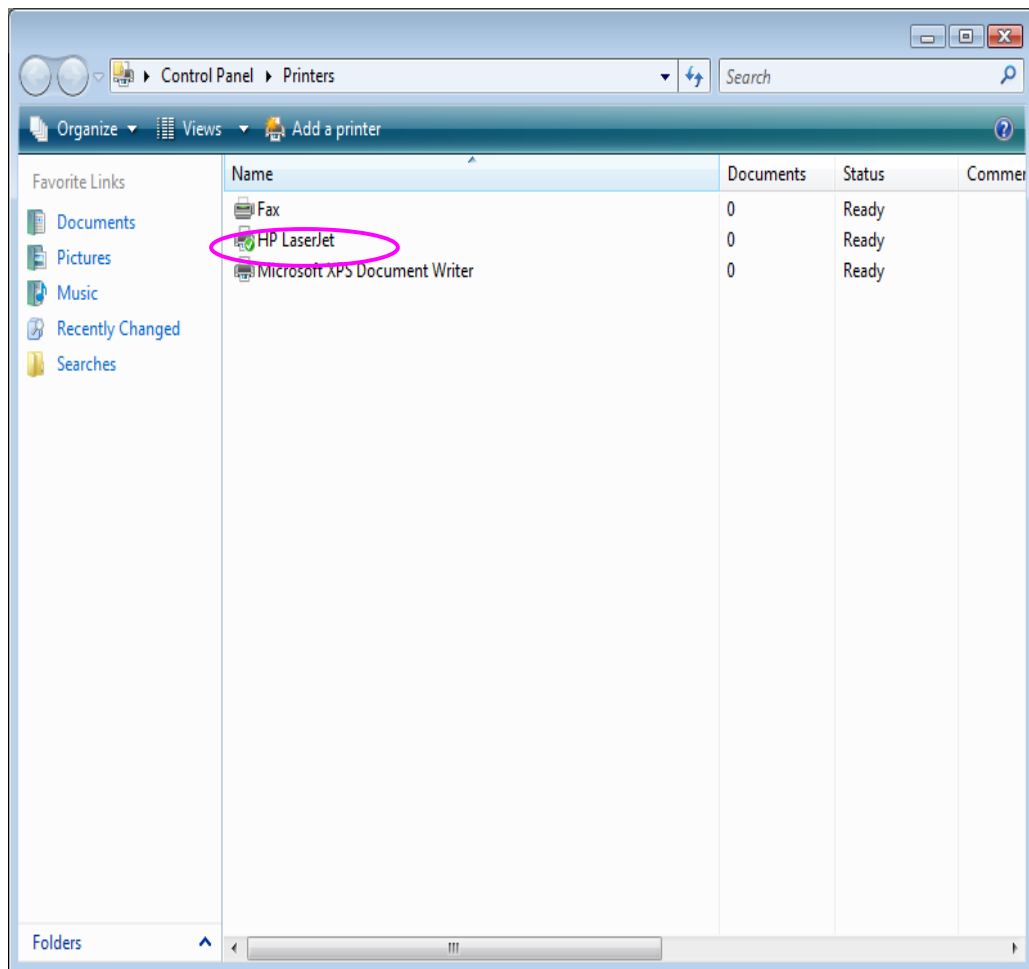 Control Panel Printers Search
Organize Views Add a printer
Favorite Links
Documents
Pictures
Music
Recently Changed
Searches
Folders
Name Documents Status Commer
Fax 0 Ready
HP LaserJet 0 Ready
Microsoft XPS Document Writer 0 Ready